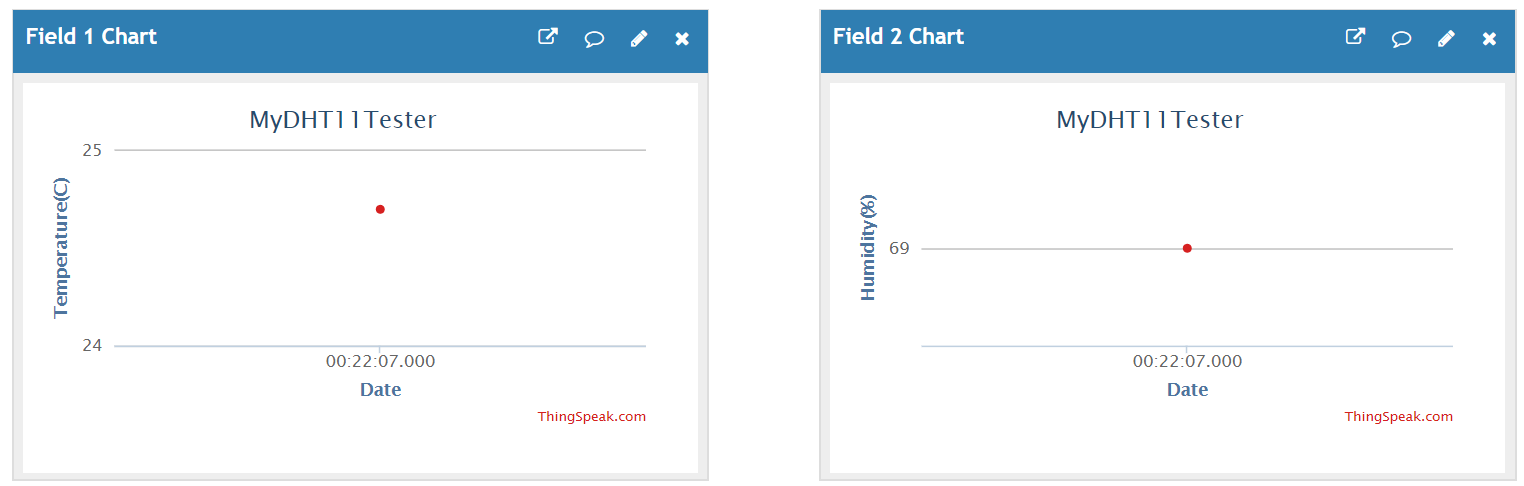 Field 1 Chart
MyDHT11Tester
25
Temperature(C)
24
00:22:07.000
Date
ThingSpeak.com
Field 2 Chart
MyDHT11Tester
Humidity(%)
69
00:22:07.000
Date
ThingSpeak.com